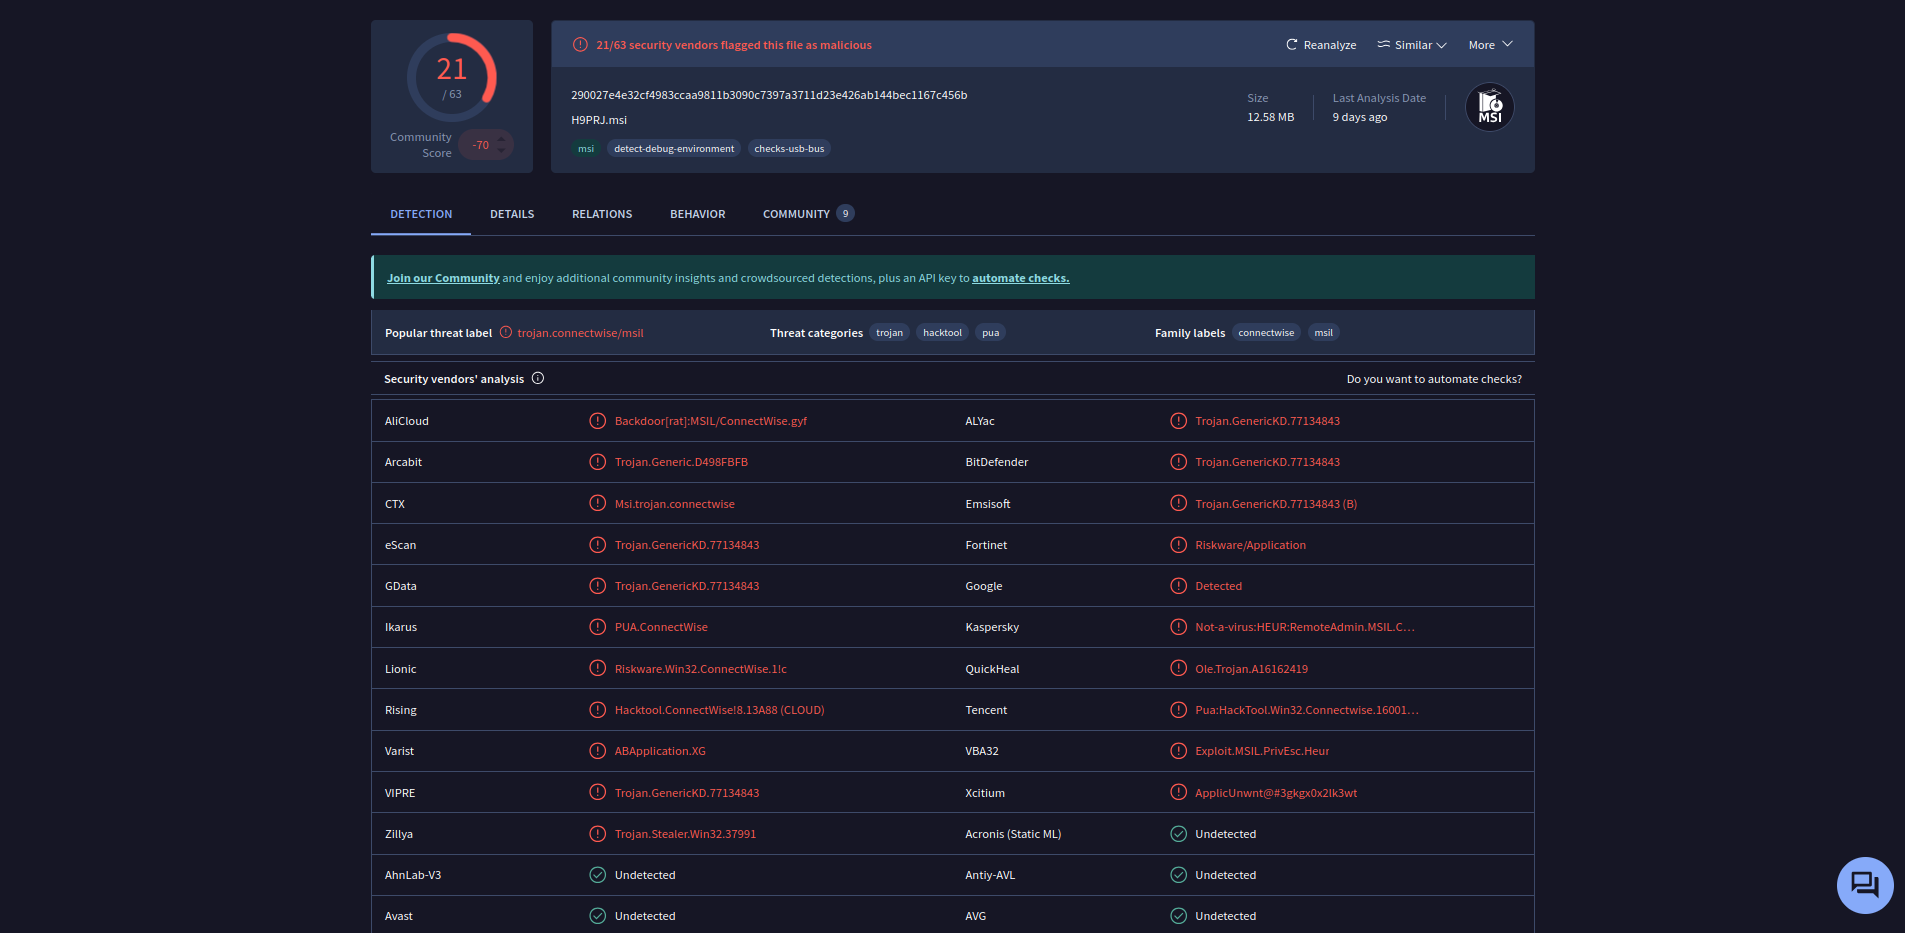 21
/ 63
Community
Score
-70
21/63 security vendors flagged this file as malicious
Reanalyze
Similar
More
290027e4e32cf4983ccaa9811b3090c7397a3711d23e426ab144bec1167c456b
H9PRJ.msi
msi
detect-debug-environment
checks-usb-bus
Size
12.58 MB
Last Analysis Date
9 days ago
MSI
DETECTION
DETAILS
RELATIONS
BEHAVIOR
COMMUNITY 9
Join our Community and enjoy additional community insights and crowdsourced detections, plus an API key to automate checks.
Popular threat label trojan.connectwise/msil
Threat categories trojan hacktool pua
Family labels connectwise msil
Security vendors' analysis
Do you want to automate checks?
AliCloud Backdoor[rat]:MSIL/ConnectWise.gyf ALYac Trojan.GenericKD.77134843
Arcabit Trojan.Generic.D498FBFB BitDefender Trojan.GenericKD.77134843
CTX Msi.trojan.connectwise Emsisoft Trojan.GenericKD.77134843 (B)
eScan Trojan.GenericKD.77134843 Fortinet Riskware/Application
GData Trojan.GenericKD.77134843 Google Detected
Ikarus PUA.ConnectWise Kaspersky Not-a-virus:HEUR:RemoteAdmin.MSIL.C…
Lionic Riskware.Win32.ConnectWise.1!c QuickHeal Ole.Trojan.A16162419
Rising Hacktool.ConnectWise!8.13A88 (CLOUD) Tencent Pua:HackTool.Win32.Connectwise.16001…
Varist ABApplication.XG VBA32 Exploit.MSIL.PrivEsc.Heur
VIPRE Trojan.GenericKD.77134843 Xcitium ApplicUnwnt@#3gkgx0x2lk3wt
Zillya Trojan.Stealer.Win32.37991 Acronis (Static ML) Undetected
AhnLab-V3 Undetected Antiy-AVL Undetected
Avast Undetected AVG Undetected